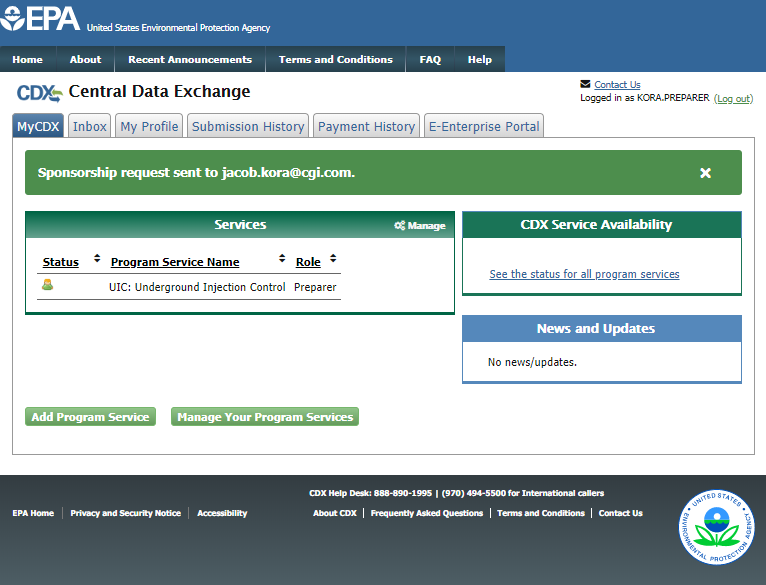 EPA United States Environmental Protection Agency
Home About Recent Announcements Terms and Conditions FAQ Help
CDX Central Data Exchange
Contact Us
Logged in as KORA.PREPARER (Log out)
MyCDX Inbox My Profile Submission History Payment History E-Enterprise Portal
Sponsorship request sent to jacob.kora@cgi.com.
Services Manage
Status Program Service Name Role
UIC: Underground Injection Control Preparer
CDX Service Availability
See the status for all program services
News and Updates
No news/updates.
Add Program Service Manage Your Program Services
CDX Help Desk: 888-890-1995 | (970) 494-5500 for International callers
EPA Home Privacy and Security Notice Accessibility
About CDX | Frequently Asked Questions | Terms and Conditions | Contact Us
UNITED STATES
ENVIRONMENTAL PROTECTION AGENCY